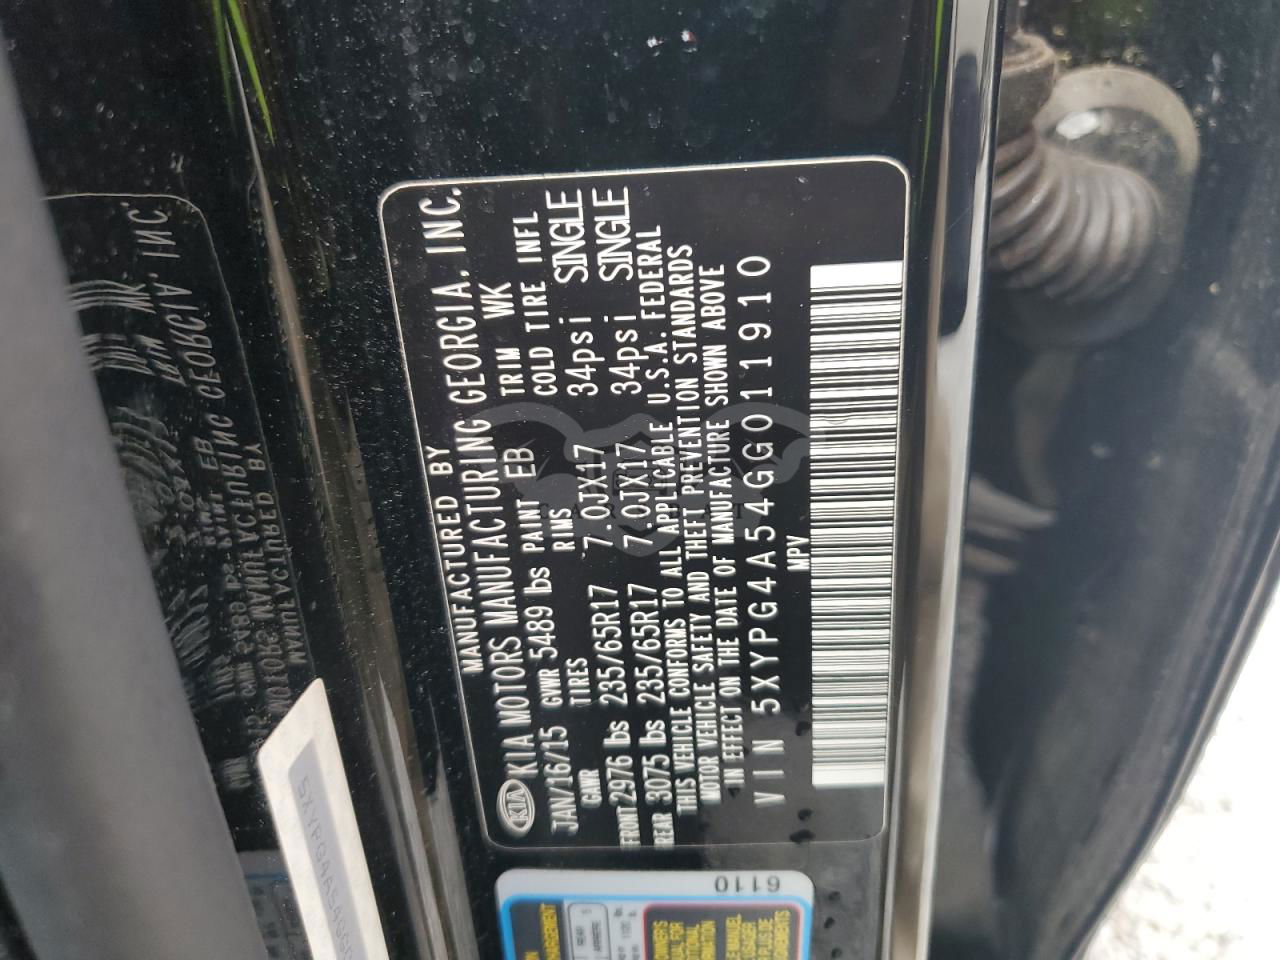 MANUFACTURED BY
KIA KIA MOTORS MANUFACTURING GEORGIA, INC.
JAN/16/15 GVWR 5489 lbs PAINT EB TRIM WK
GAWR TIRES RIMS COLD TIRE INFL
FRONT 2976 lbs 235/65R17 7.0JX17 34psi SINGLE
REAR 3075 lbs 235/65R17 7.0JX17 34psi SINGLE
THIS VEHICLE CONFORMS TO ALL APPLICABLE U.S.A. FEDERAL
MOTOR VEHICLE SAFETY AND THEFT PREVENTION STANDARDS
IN EFFECT ON THE DATE OF MANUFACTURE SHOWN ABOVE
VIN 5XYPG4A54GG011910
MPV
6110